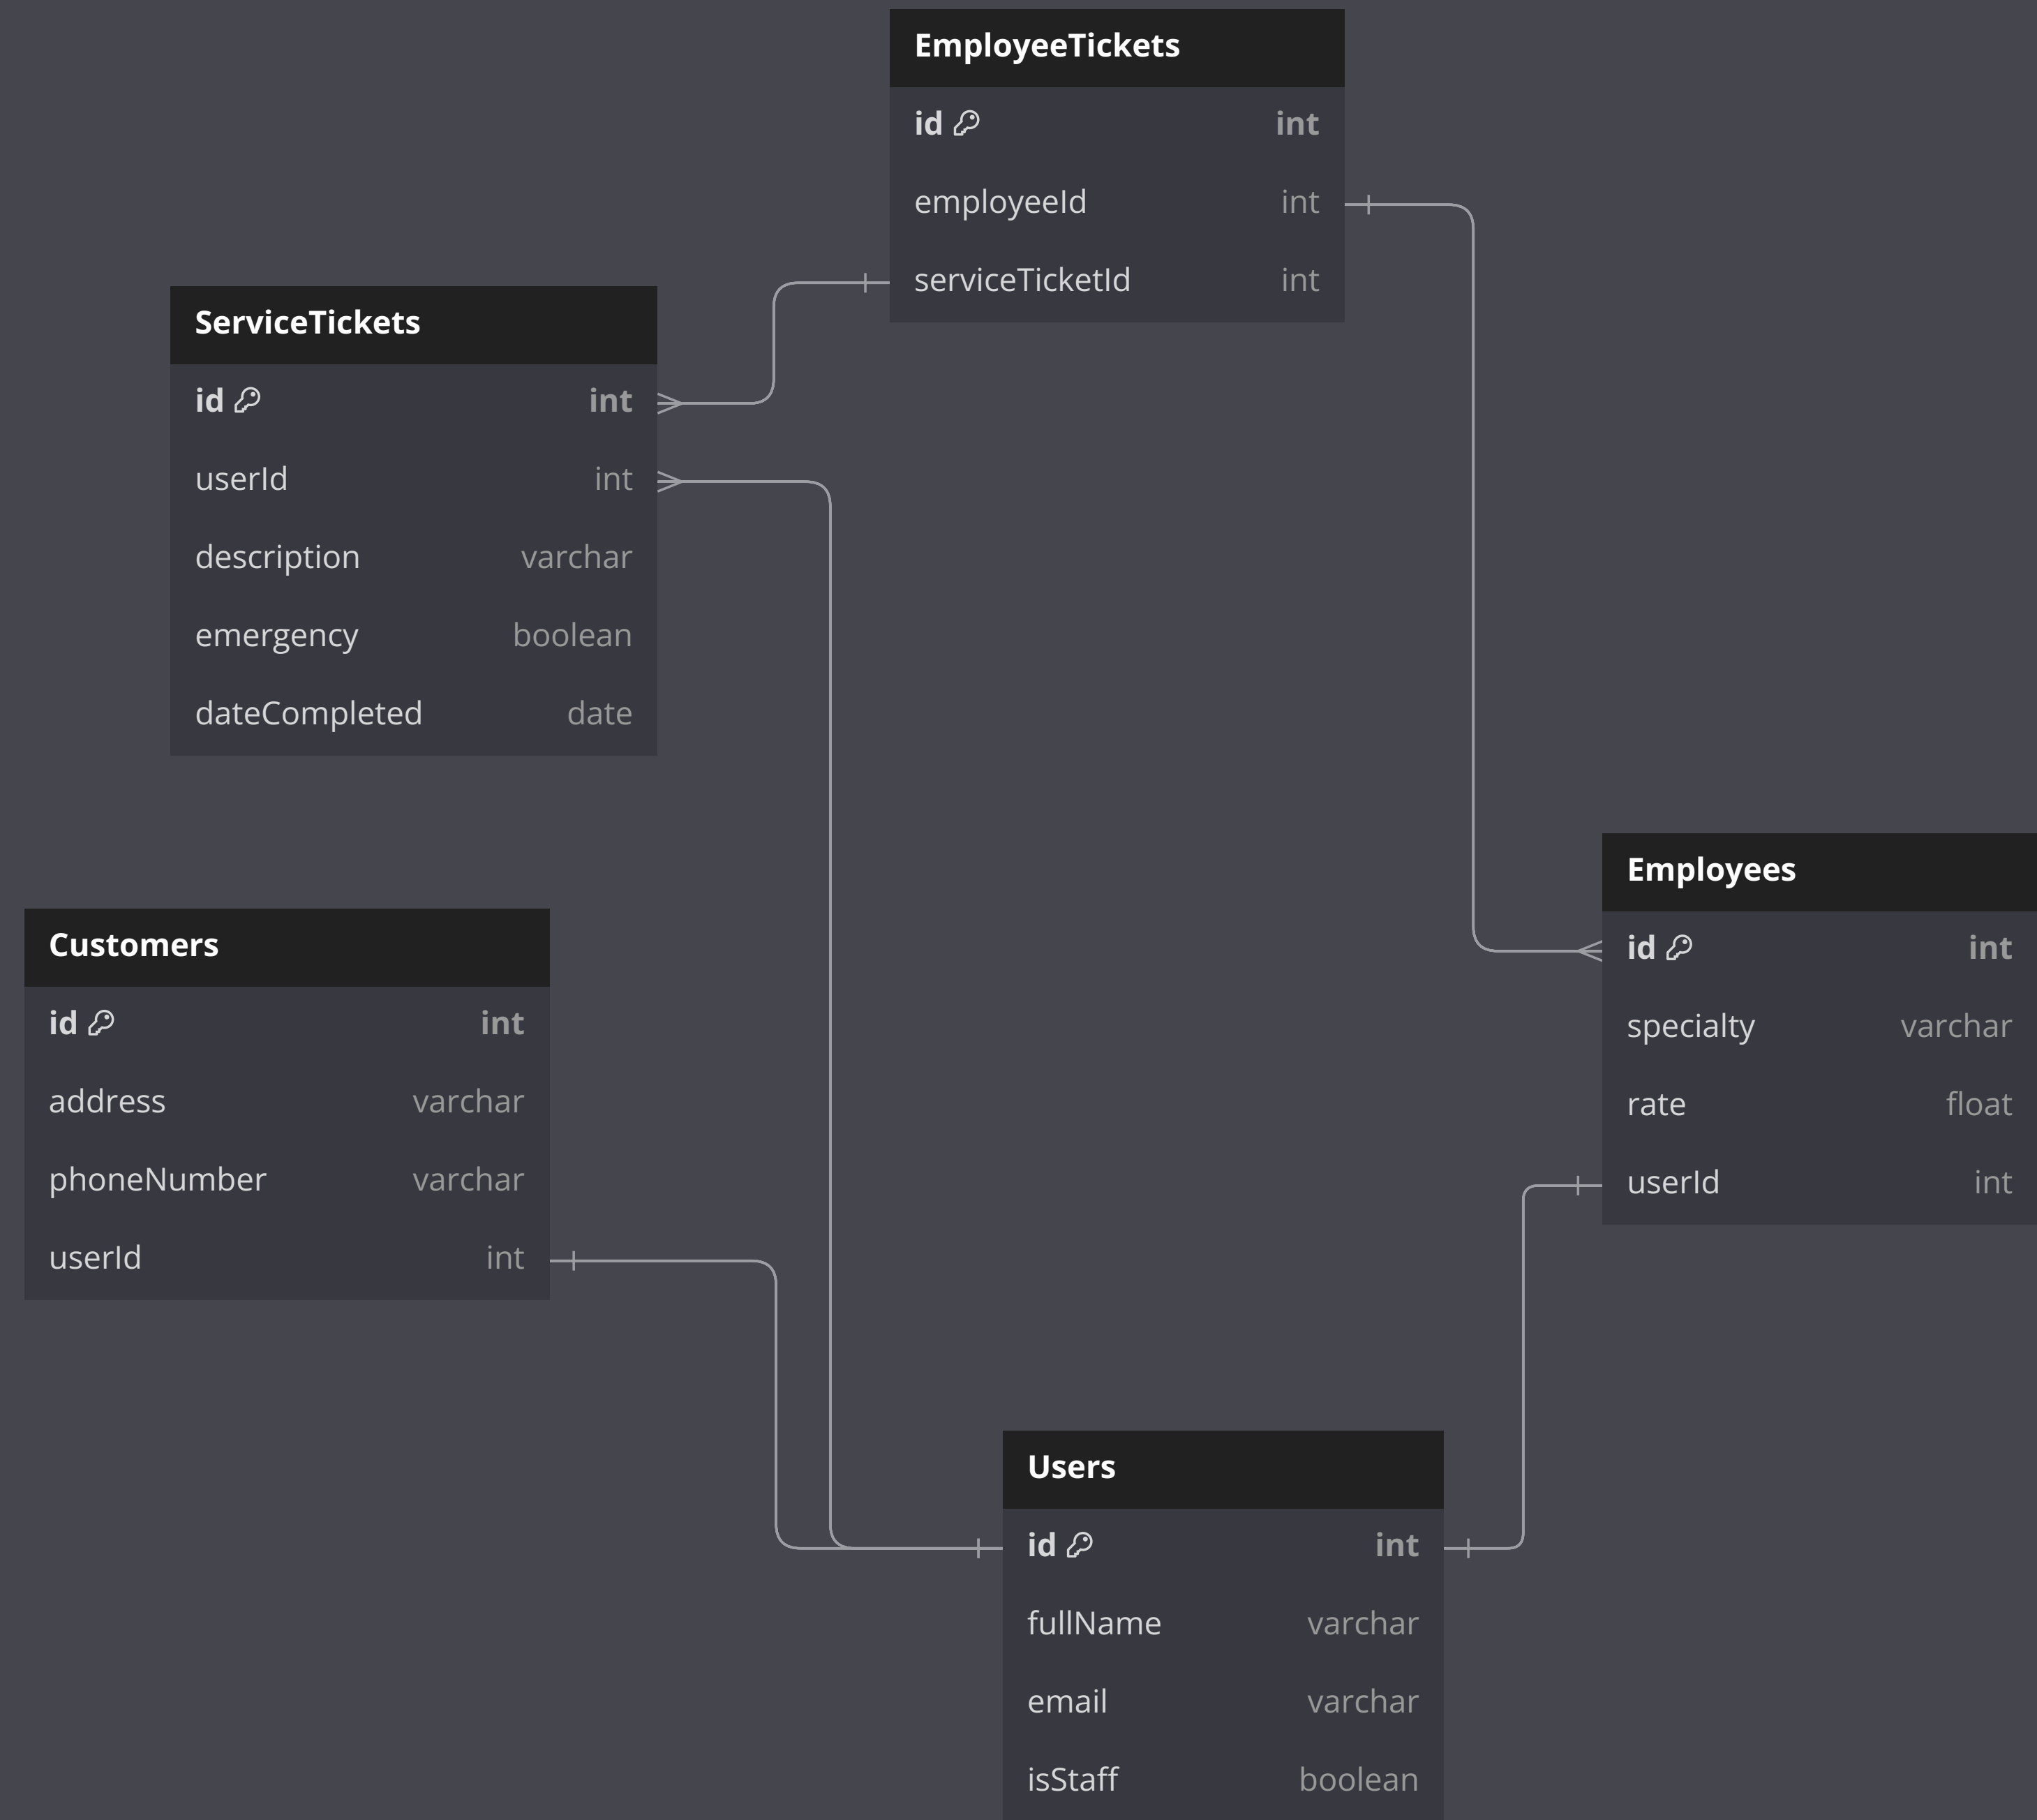 EmployeeTickets
id int
employeeId int
serviceTicketId int
ServiceTickets
id int
userId int
description varchar
emergency boolean
dateCompleted date
Employees
id int
specialty varchar
rate float
userId int
Customers
id int
address varchar
phoneNumber varchar
userId int
Users
id int
fullName varchar
email varchar
isStaff boolean